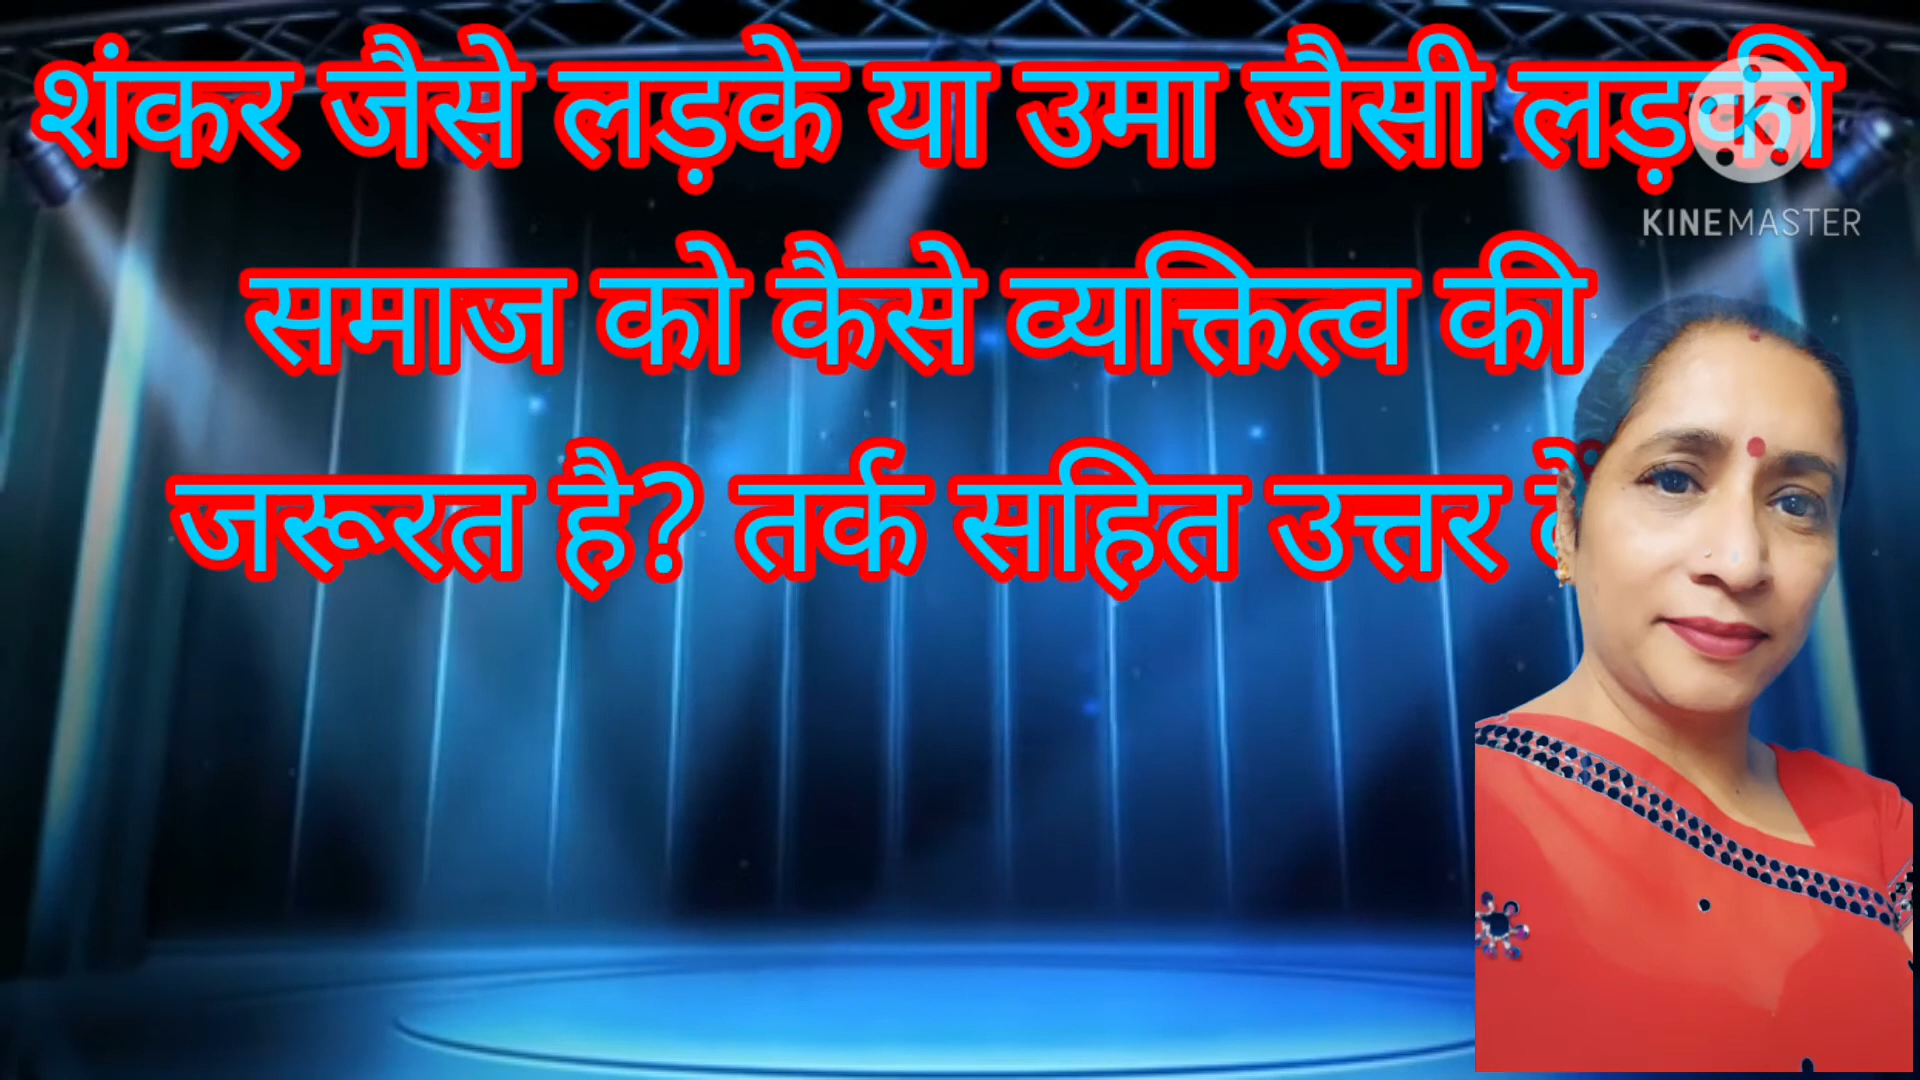 शंकर जैसे लड़के या उमा जैसी लड़की
KINEMASTER
समाज को कैसे व्यक्तित्व की
जरूरत है? तर्क सहित उत्तर